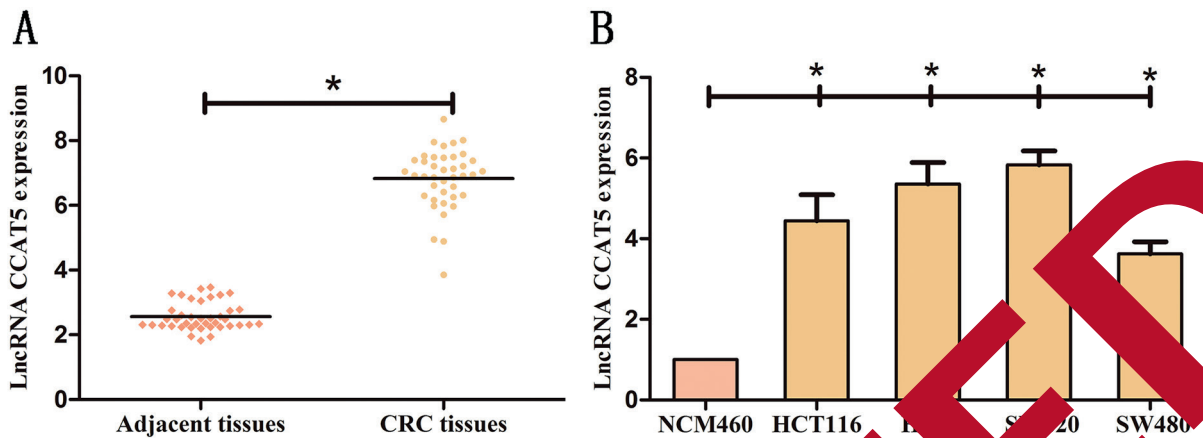 A
*
LncRNA CCAT5 expression
10
8
6
4
2
0
Adjacent tissues CRC tissues
B
* * * *
LncRNA CCAT5 expression
8
6
4
2
0
NCM460 HCT116 SW480